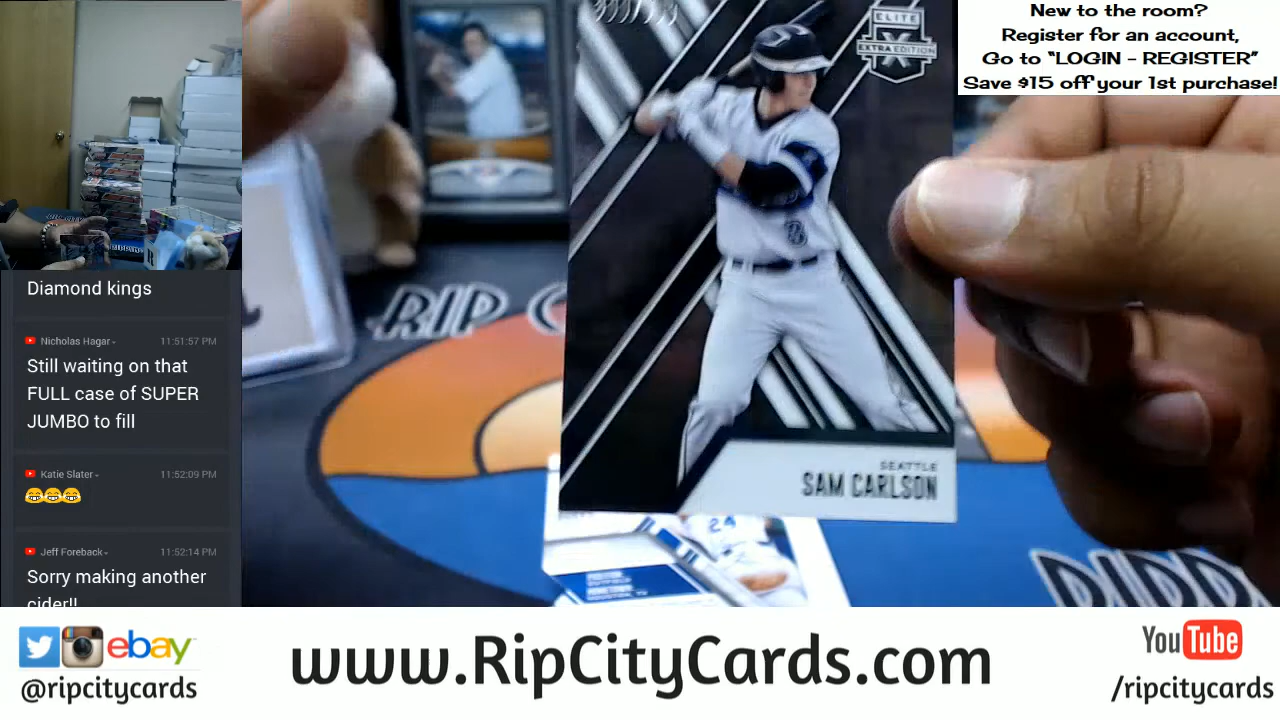 New to the room?
Register for an account,
Go to “LOGIN - REGISTER”
Save $15 off your 1st purchase!
ELITE
X
EXTRA EDITION
8
SEATTLE
SAM CARLSON
RIP
24
Diamond kings
Nicholas Hagar
11:51:57 PM
Still waiting on that
FULL case of SUPER
JUMBO to fill
Katie Slater
11:52:09 PM
Jeff Foreback
11:52:14 PM
Sorry making another
cider!!
ebay
@ripcitycards
www.RipCityCards.com
YouTube
/ripcitycards